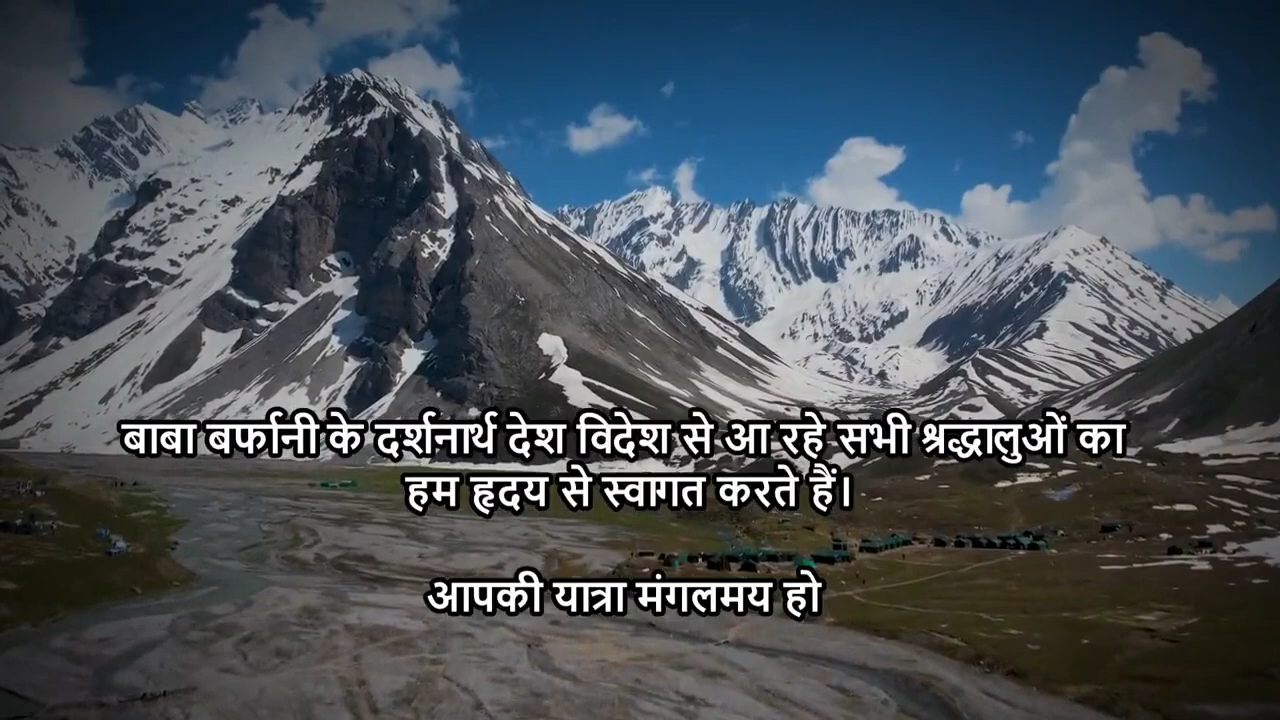 बाबा बर्फानी के दर्शनार्थ देश विदेश से आ रहे सभी श्रद्धालुओं का
हम हृदय से स्वागत करते हैं।
आपकी यात्रा मंगलमय हो